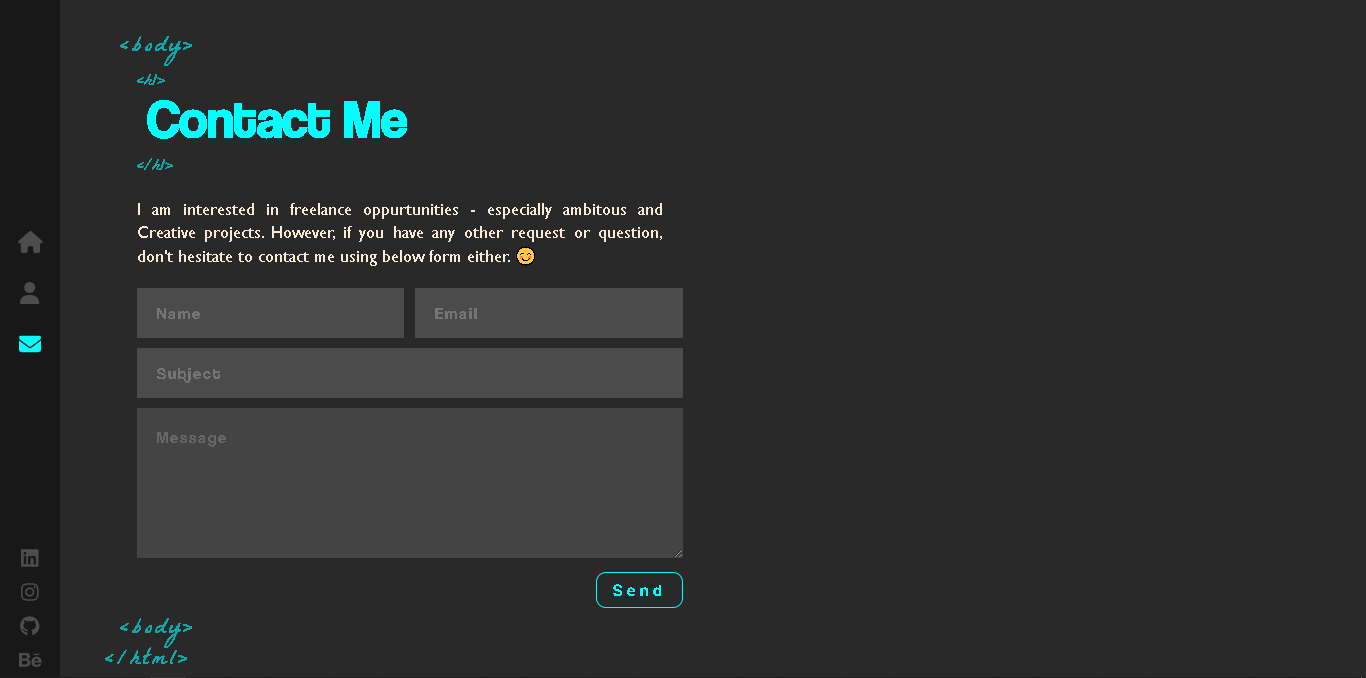 <body>
<h1>
Contact Me
</h1>
I am interested in freelance oppurtunities - especially ambitous and
Creative projects. However, if you have any other request or question,
don't hesitate to contact me using below form either. 😊
Name
Email
Subject
Message
Send
<body>
</html>
in
Bē